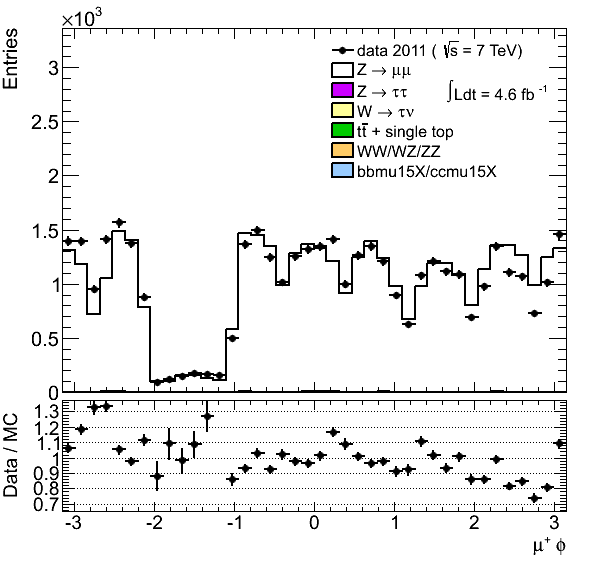 ×10³
Entries
3
2.5
2
1.5
1
0.5
0
data 2011 ( √s = 7 TeV)
Z → μμ
Z → ττ
W → τν
tt̄ + single top
WW/WZ/ZZ
bbmu15X/ccmu15X
∫Ldt = 4.6 fb⁻¹
Data / MC
1.3
1.2
1.1
1
0.9
0.8
0.7
-3 -2 -1 0 1 2 3
μ⁺ ϕ